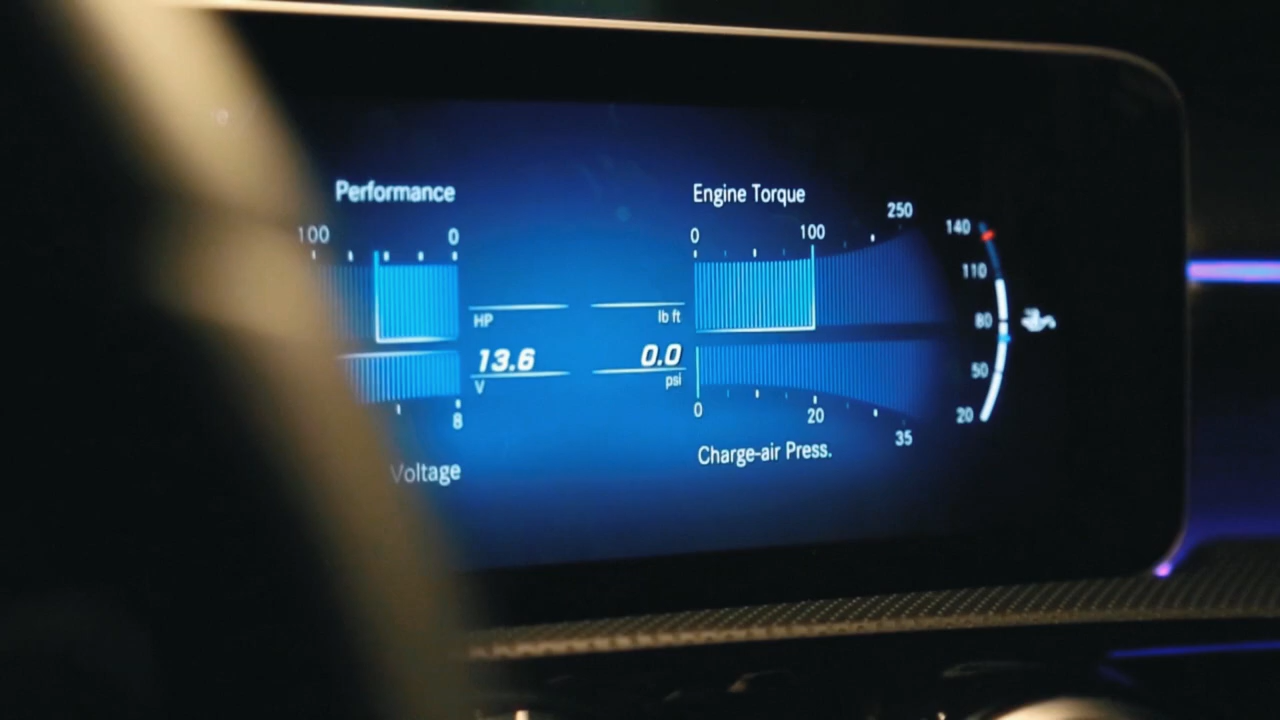 Performance
100 0
HP
13.6
V
8
Voltage
Engine Torque
0 100 250
lb ft
0.0
psi
0 20 35
Charge-air Press.
140
110
80
50
20